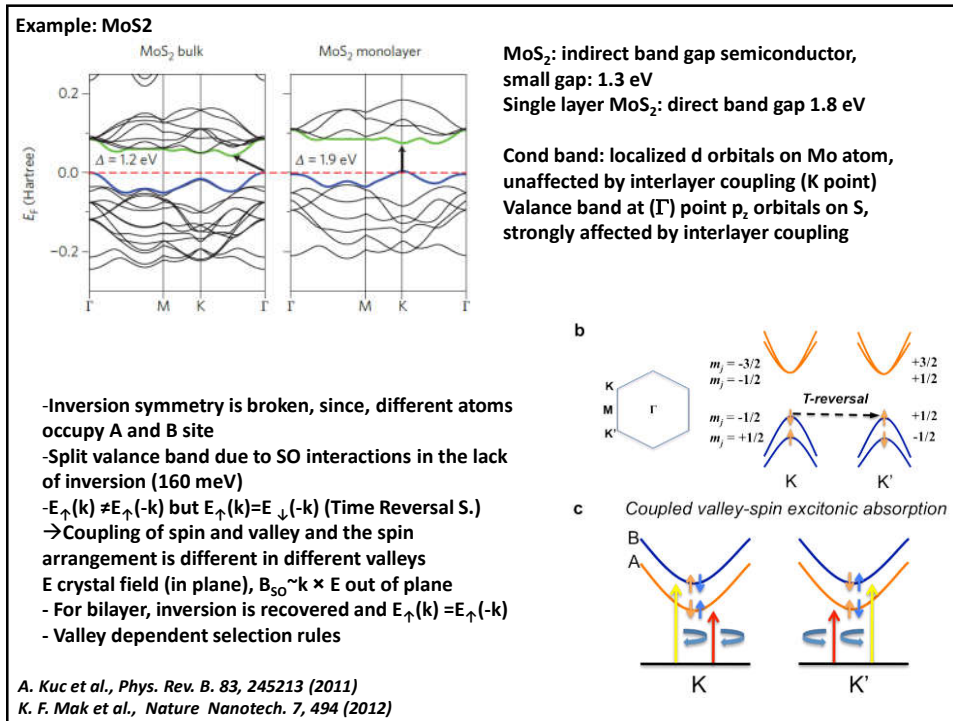 Example: MoS2
MoS₂ bulk
MoS₂ monolayer
0.2
0.0
−0.2
E_F (Hartree)
Δ = 1.2 eV
Δ = 1.9 eV
Γ M K Γ
Γ M K Γ
MoS₂: indirect band gap semiconductor,
small gap: 1.3 eV
Single layer MoS₂: direct band gap 1.8 eV
Cond band: localized d orbitals on Mo atom,
unaffected by interlayer coupling (K point)
Valance band at (Γ) point p_z orbitals on S,
strongly affected by interlayer coupling
-Inversion symmetry is broken, since, different atoms
occupy A and B site
-Split valance band due to SO interactions in the lack
of inversion (160 meV)
-E↑(k) ≠E↑(-k) but E↑(k)=E↓(-k) (Time Reversal S.)
→Coupling of spin and valley and the spin
arrangement is different in different valleys
E crystal field (in plane), B_SO~k × E out of plane
- For bilayer, inversion is recovered and E↑(k) =E↑(-k)
- Valley dependent selection rules
A. Kuc et al., Phys. Rev. B. 83, 245213 (2011)
K. F. Mak et al., Nature Nanotech. 7, 494 (2012)
b
K
M
K'
Γ
m_j = -3/2
m_j = -1/2
+3/2
+1/2
T-reversal
m_j = -1/2
m_j = +1/2
+1/2
-1/2
K
K'
c Coupled valley-spin excitonic absorption
B
A
K
K'